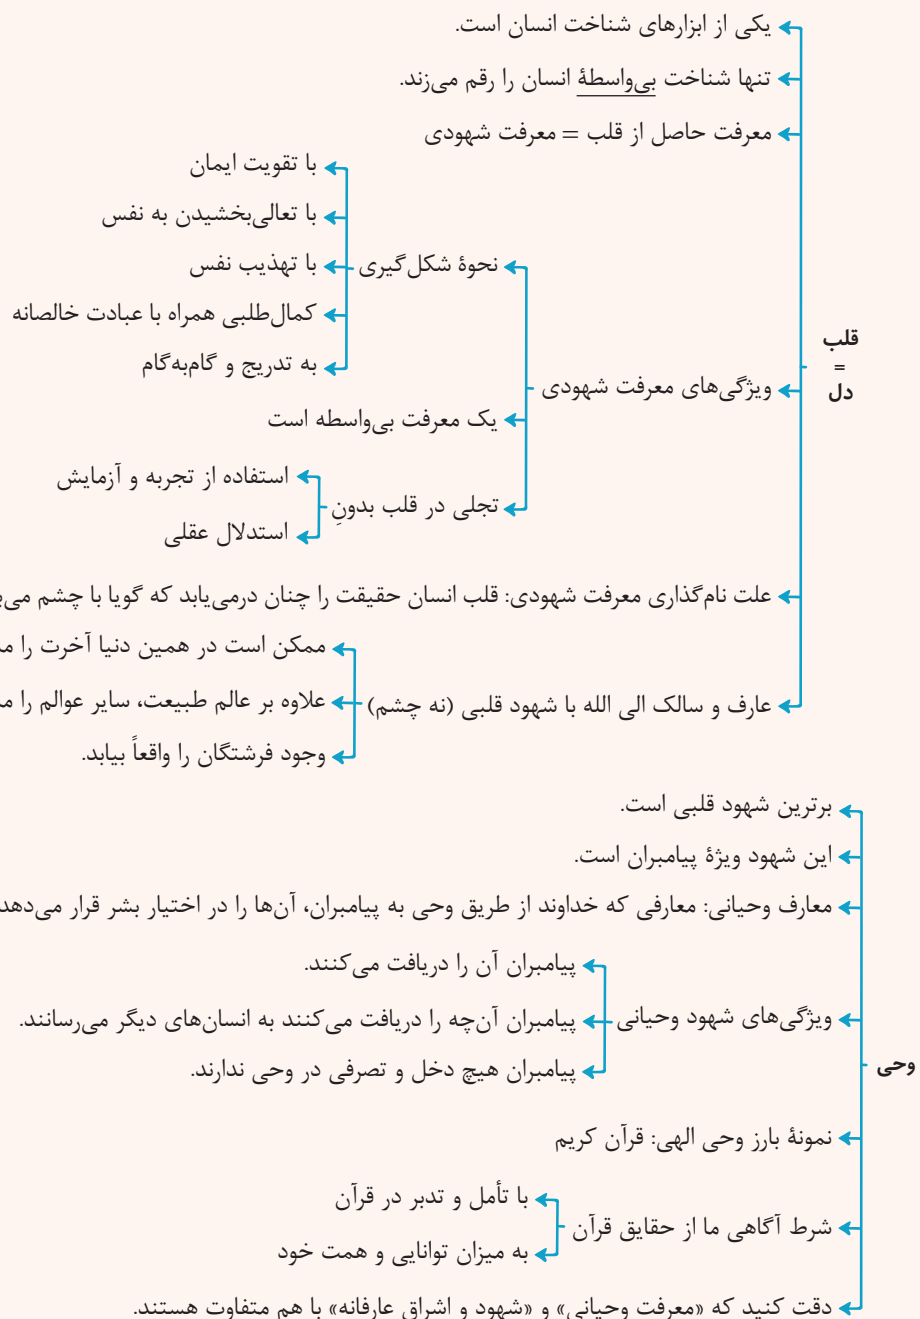 یکی از ابزارهای شناخت انسان است.
تنها شناخت بی‌واسطهٔ انسان را رقم می‌زند.
معرفت حاصل از قلب = معرفت شهودی
با تقویت ایمان
با تعالی‌بخشیدن به نفس
نحوهٔ شکل‌گیری
با تهذیب نفس
کمال‌طلبی همراه با عبادت خالصانه
به تدریج و گام‌به‌گام
قلب
=
دل
ویژگی‌های معرفت شهودی
یک معرفت بی‌واسطه است
استفاده از تجربه و آزمایش
تجلی در قلب بدونِ
استدلال عقلی
علت نام‌گذاری معرفت شهودی: قلب انسان حقیقت را چنان درمی‌یابد که گویا با چشم
ممکن است در همین دنیا آخرت را
عارف و سالک الی الله با شهود قلبی (نه چشم)
علاوه بر عالم طبیعت، سایر عوالم را
وجود فرشتگان را واقعاً بیابد.
برترین شهود قلبی است.
این شهود ویژهٔ پیامبران است.
معارف وحیانی: معارفی که خداوند از طریق وحی به پیامبران، آن‌ها را در اختیار بشر قرار می‌دهد
پیامبران آن را دریافت می‌کنند.
ویژگی‌های شهود وحیانی
پیامبران آن‌چه را دریافت می‌کنند به انسان‌های دیگر می‌رسانند.
وحی
پیامبران هیچ دخل و تصرفی در وحی ندارند.
نمونهٔ بارز وحی الهی: قرآن کریم
با تأمل و تدبر در قرآن
شرط آگاهی ما از حقایق قرآن
به میزان توانایی و همت خود
دقت کنید که «معرفت وحیانی» و «شهود و اشراق عارفانه» با هم متفاوت هستند.